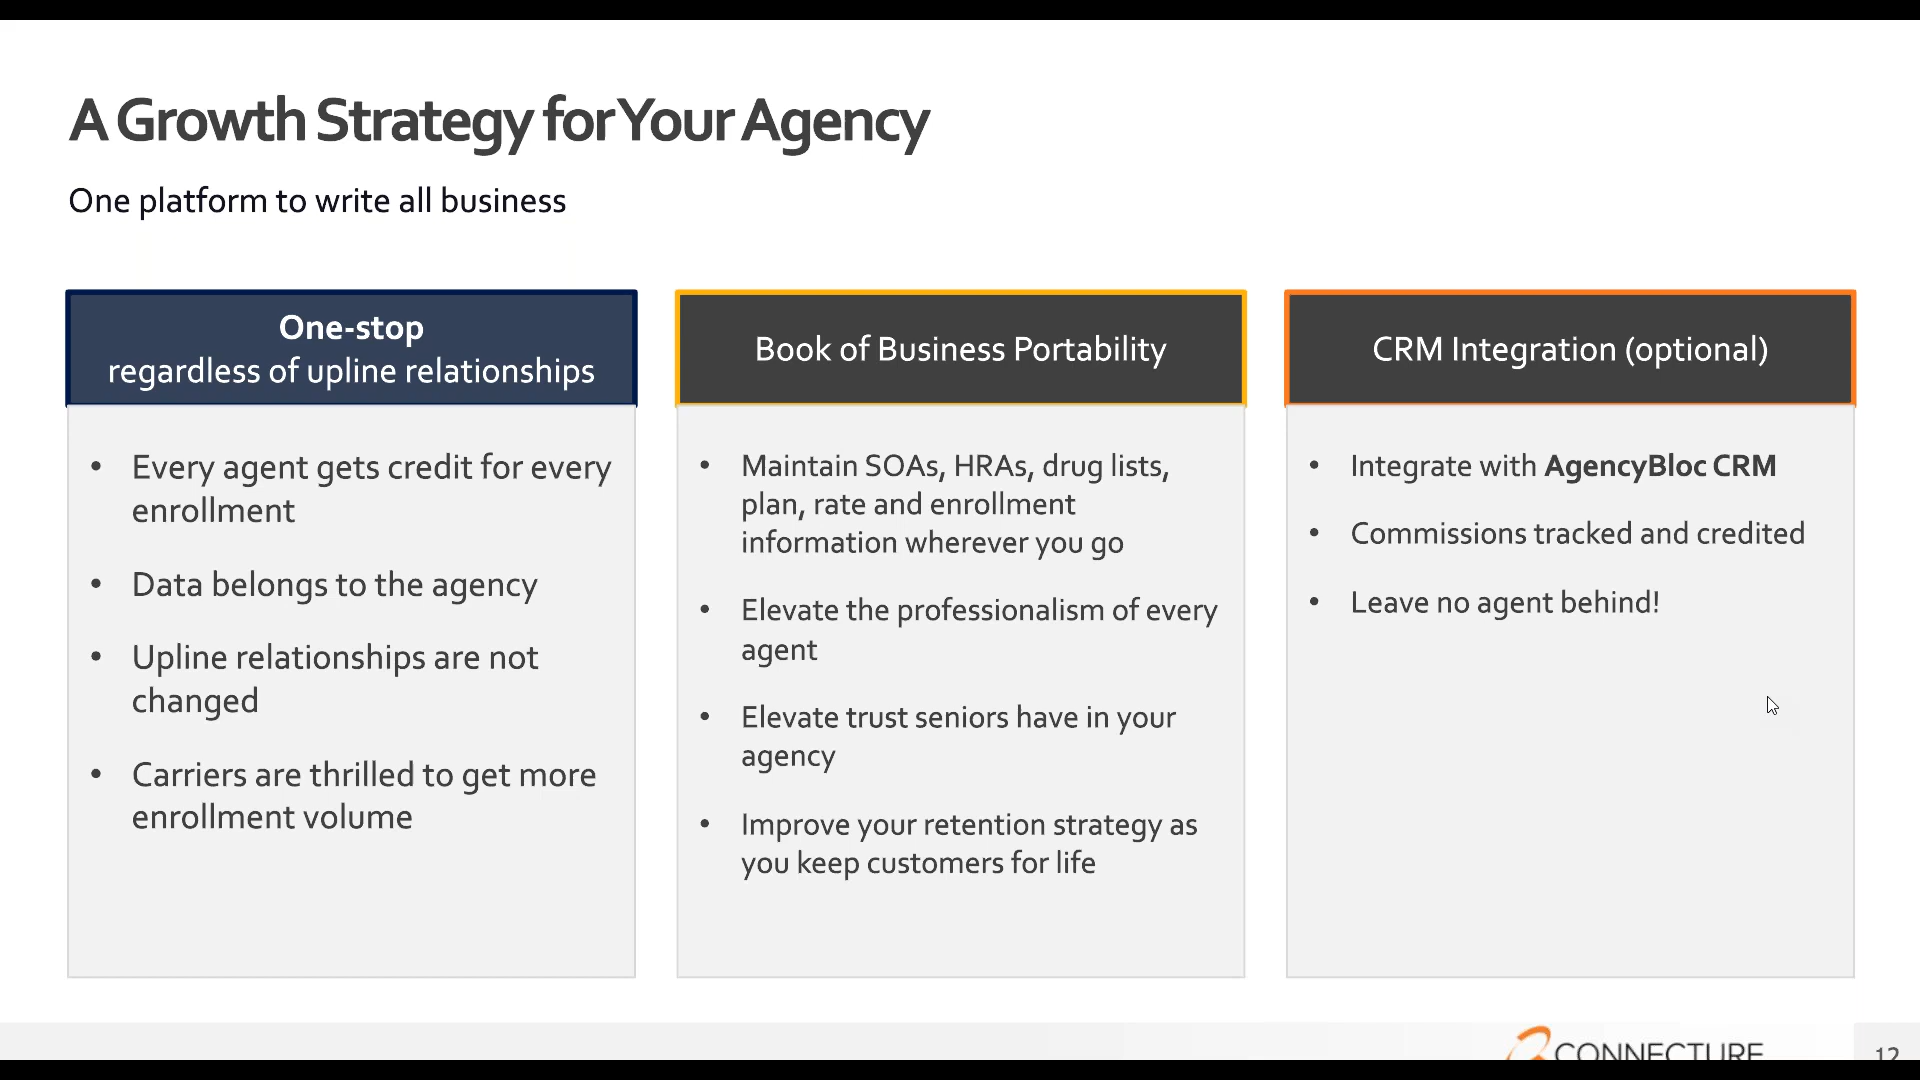 A Growth Strategy for Your Agency
One platform to write all business
One-stop
regardless of upline relationships
• Every agent gets credit for every
enrollment
• Data belongs to the agency
• Upline relationships are not
changed
• Carriers are thrilled to get more
enrollment volume
Book of Business Portability
• Maintain SOAs, HRAs, drug lists,
plan, rate and enrollment
information wherever you go
• Elevate the professionalism of every
agent
• Elevate trust seniors have in your
agency
• Improve your retention strategy as
you keep customers for life
CRM Integration (optional)
• Integrate with AgencyBloc CRM
• Commissions tracked and credited
• Leave no agent behind!
CONNECTURE
12